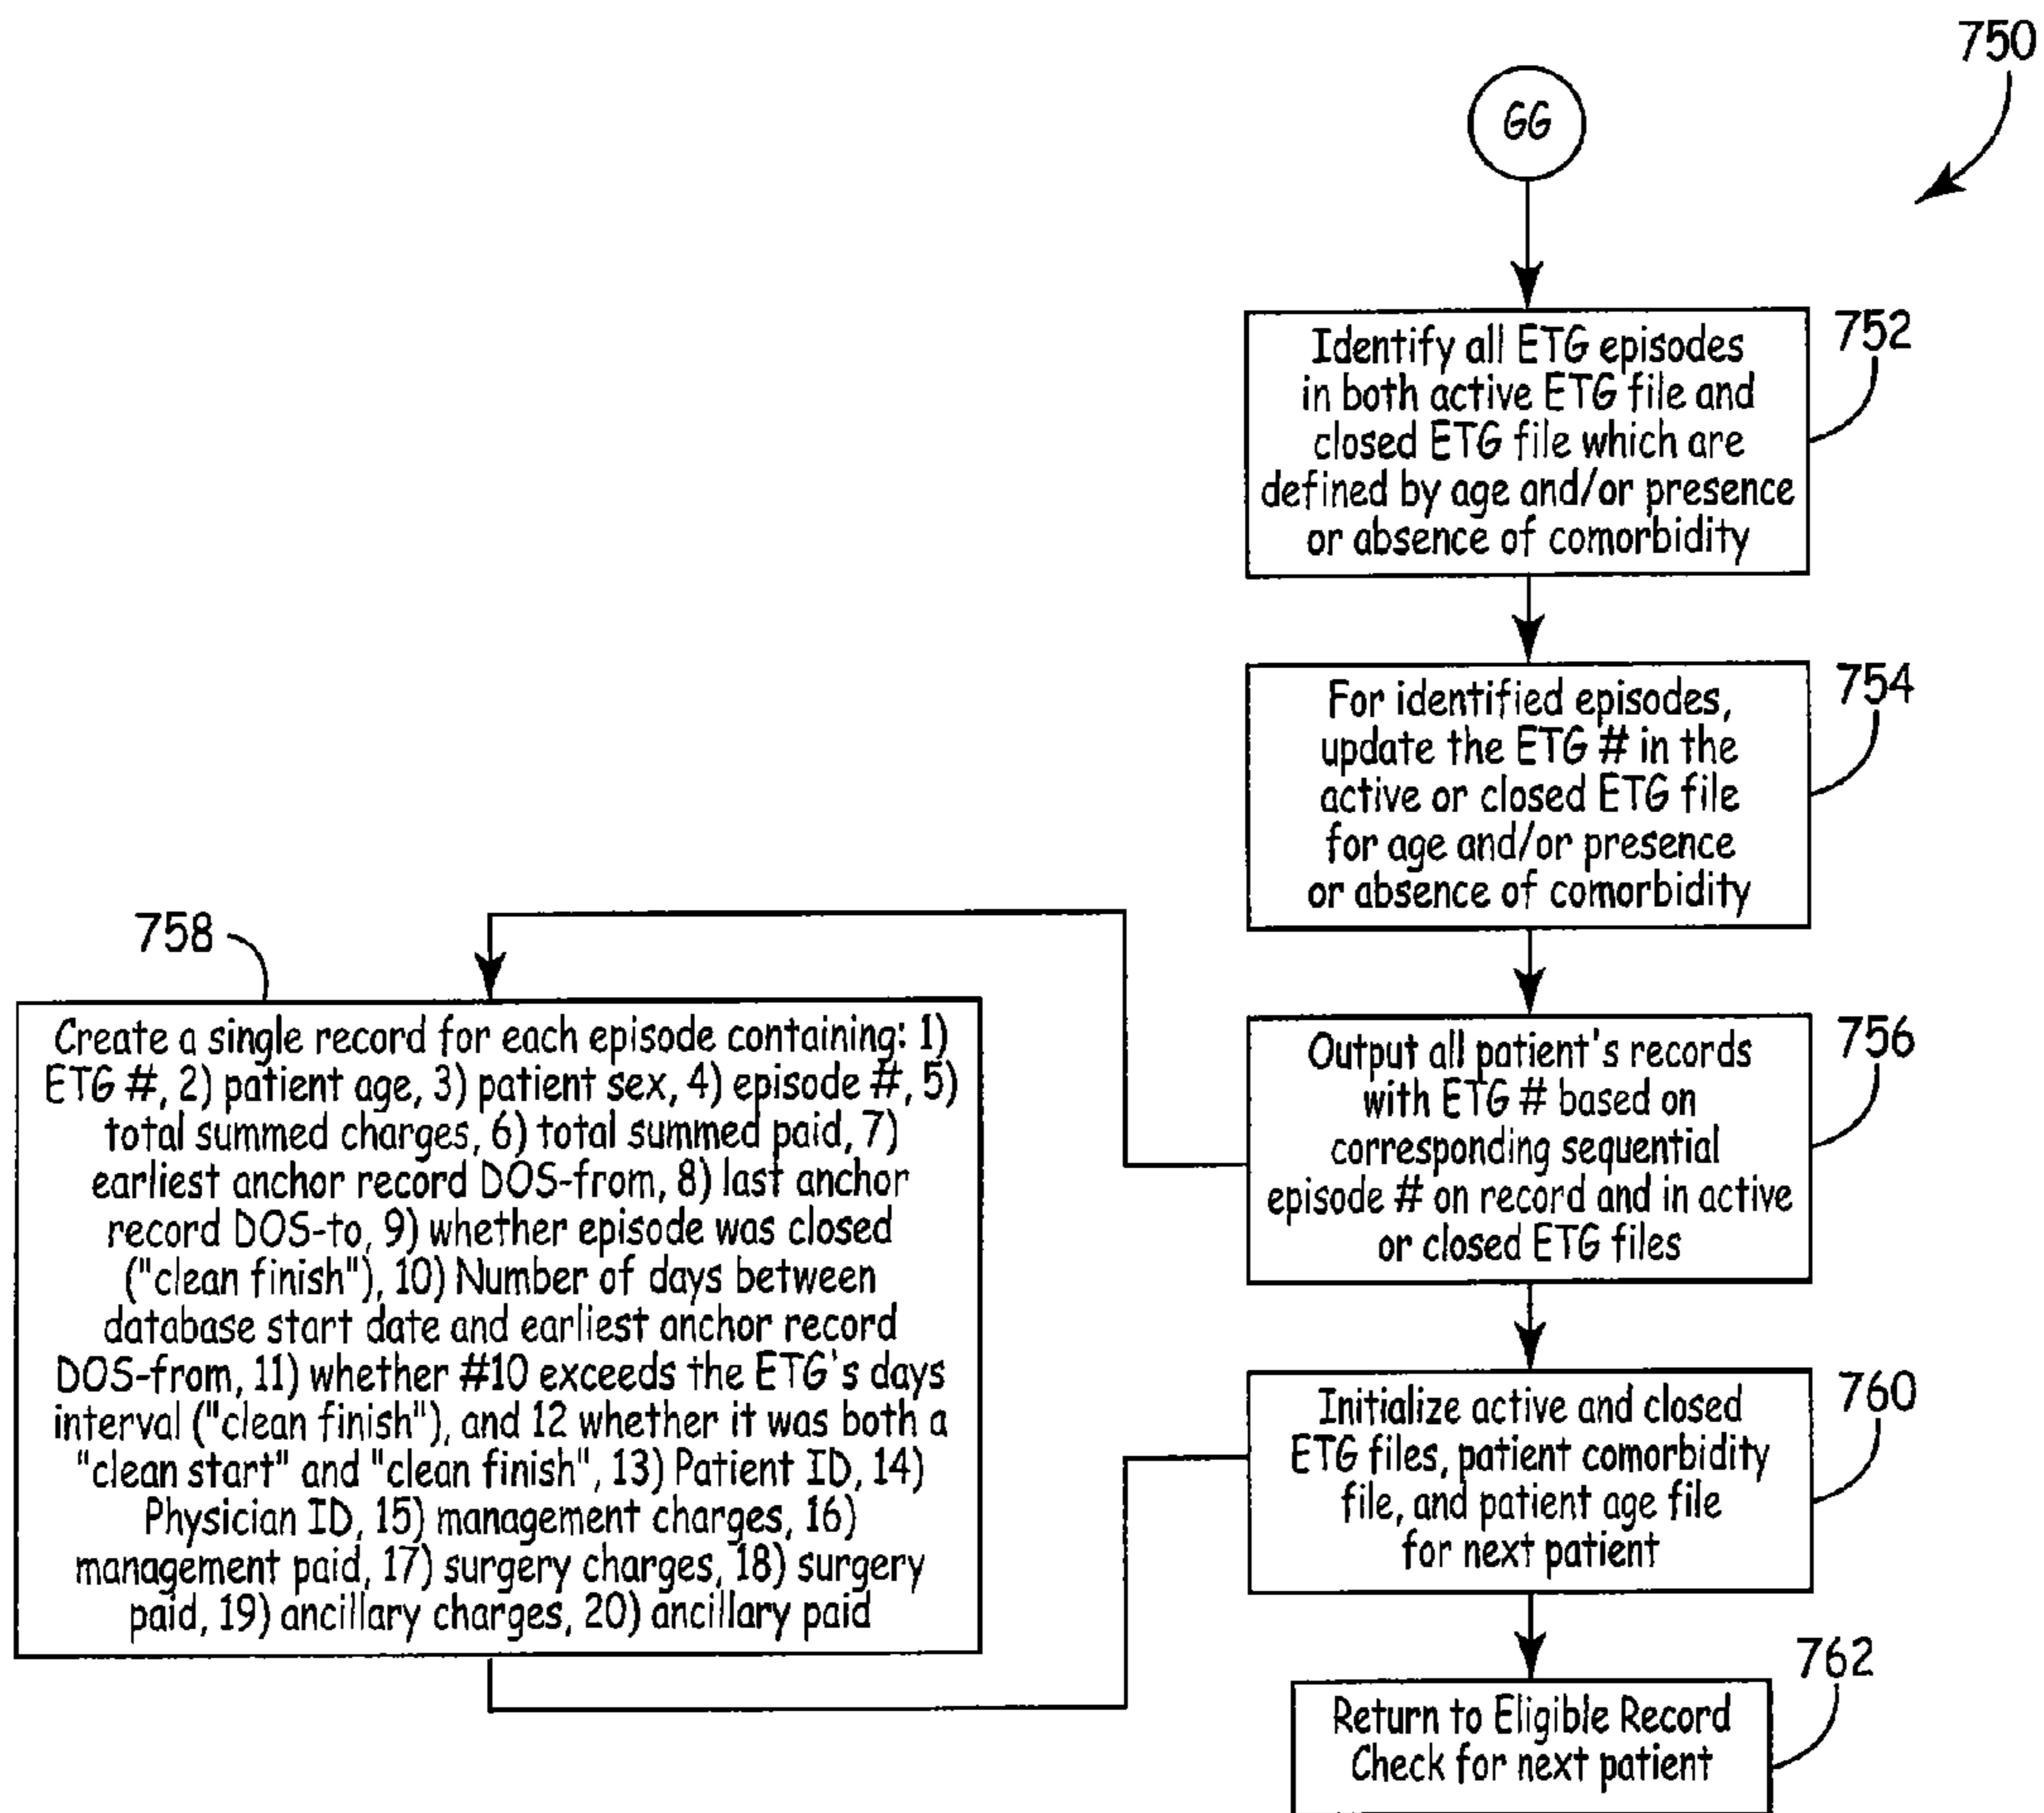 750
GG
752
Identify all ETG episodes
in both active ETG file and
closed ETG file which are
defined by age and/or presence
or absence of comorbidity
754
For identified episodes,
update the ETG # in the
active or closed ETG file
for age and/or presence
or absence of comorbidity
756
Output all patient's records
with ETG # based on
corresponding sequential
episode # on record and in active
or closed ETG files
758
Create a single record for each episode containing: 1)
ETG #, 2) patient age, 3) patient sex, 4) episode #, 5)
total summed charges, 6) total summed paid, 7)
earliest anchor record DOS-from, 8) last anchor
record DOS-to, 9) whether episode was closed
("clean finish"), 10) Number of days between
database start date and earliest anchor record
DOS-from, 11) whether #10 exceeds the ETG's days
interval ("clean finish"), and 12 whether it was both a
"clean start" and "clean finish", 13) Patient ID, 14)
Physician ID, 15) management charges, 16)
management paid, 17) surgery charges, 18) surgery
paid, 19) ancillary charges, 20) ancillary paid
760
Initialize active and closed
ETG files, patient comorbidity
file, and patient age file
for next patient
762
Return to Eligible Record
Check for next patient